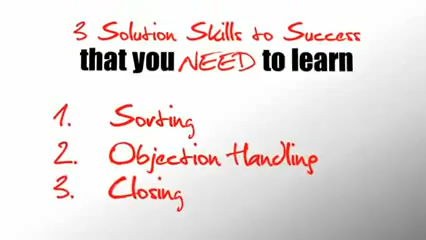 3 Solution Skills to Success
that you NEED to learn
1. Sorting
2. Objection Handling
3. Closing